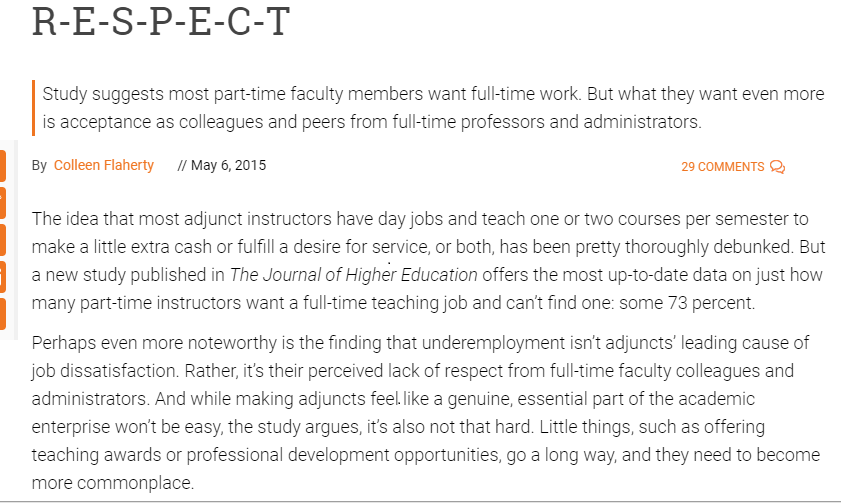 R-E-S-P-E-C-T
Study suggests most part-time faculty members want full-time work. But what they want even more
is acceptance as colleagues and peers from full-time professors and administrators.
By Colleen Flaherty // May 6, 2015
29 COMMENTS
The idea that most adjunct instructors have day jobs and teach one or two courses per semester to
make a little extra cash or fulfill a desire for service, or both, has been pretty thoroughly debunked. But
a new study published in The Journal of Higher Education offers the most up-to-date data on just how
many part-time instructors want a full-time teaching job and can’t find one: some 73 percent.
Perhaps even more noteworthy is the finding that underemployment isn’t adjuncts’ leading cause of
job dissatisfaction. Rather, it’s their perceived lack of respect from full-time faculty colleagues and
administrators. And while making adjuncts feel like a genuine, essential part of the academic
enterprise won’t be easy, the study argues, it’s also not that hard. Little things, such as offering
teaching awards or professional development opportunities, go a long way, and they need to become
more commonplace.